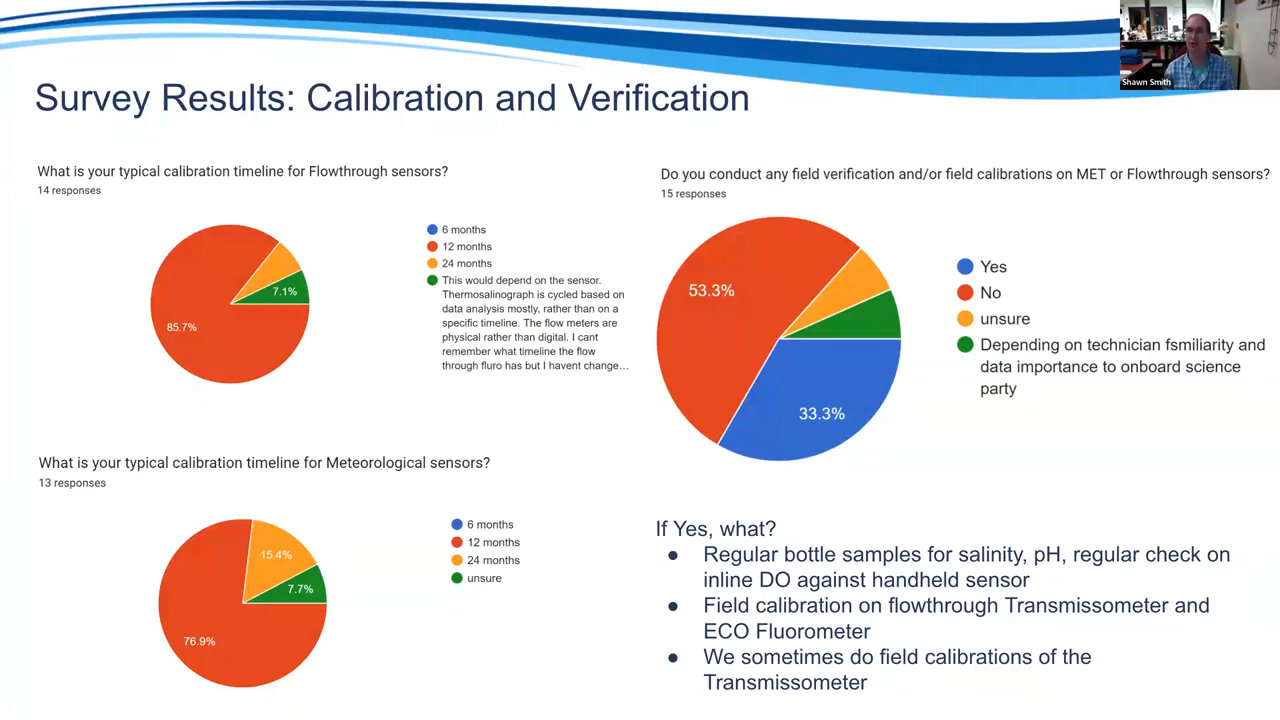 Shawn Smith
Survey Results: Calibration and Verification
What is your typical calibration timeline for Flowthrough sensors?
14 responses
85.7%
7.1%
6 months
12 months
24 months
This would depend on the sensor.
Thermosalinograph is cycled based on
data analysis mostly, rather than on a
specific timeline. The flow meters are
physical rather than digital. I cant
remember what timeline the flow
through fluro has but I havent change…
Do you conduct any field verification and/or field calibrations on MET or Flowthrough sensors?
15 responses
53.3%
33.3%
Yes
No
unsure
Depending on technician fsmiliarity and
data importance to onboard science
party
What is your typical calibration timeline for Meteorological sensors?
13 responses
15.4%
7.7%
76.9%
6 months
12 months
24 months
unsure
If Yes, what?
● Regular bottle samples for salinity, pH, regular check on
inline DO against handheld sensor
● Field calibration on flowthrough Transmissometer and
ECO Fluorometer
● We sometimes do field calibrations of the
Transmissometer